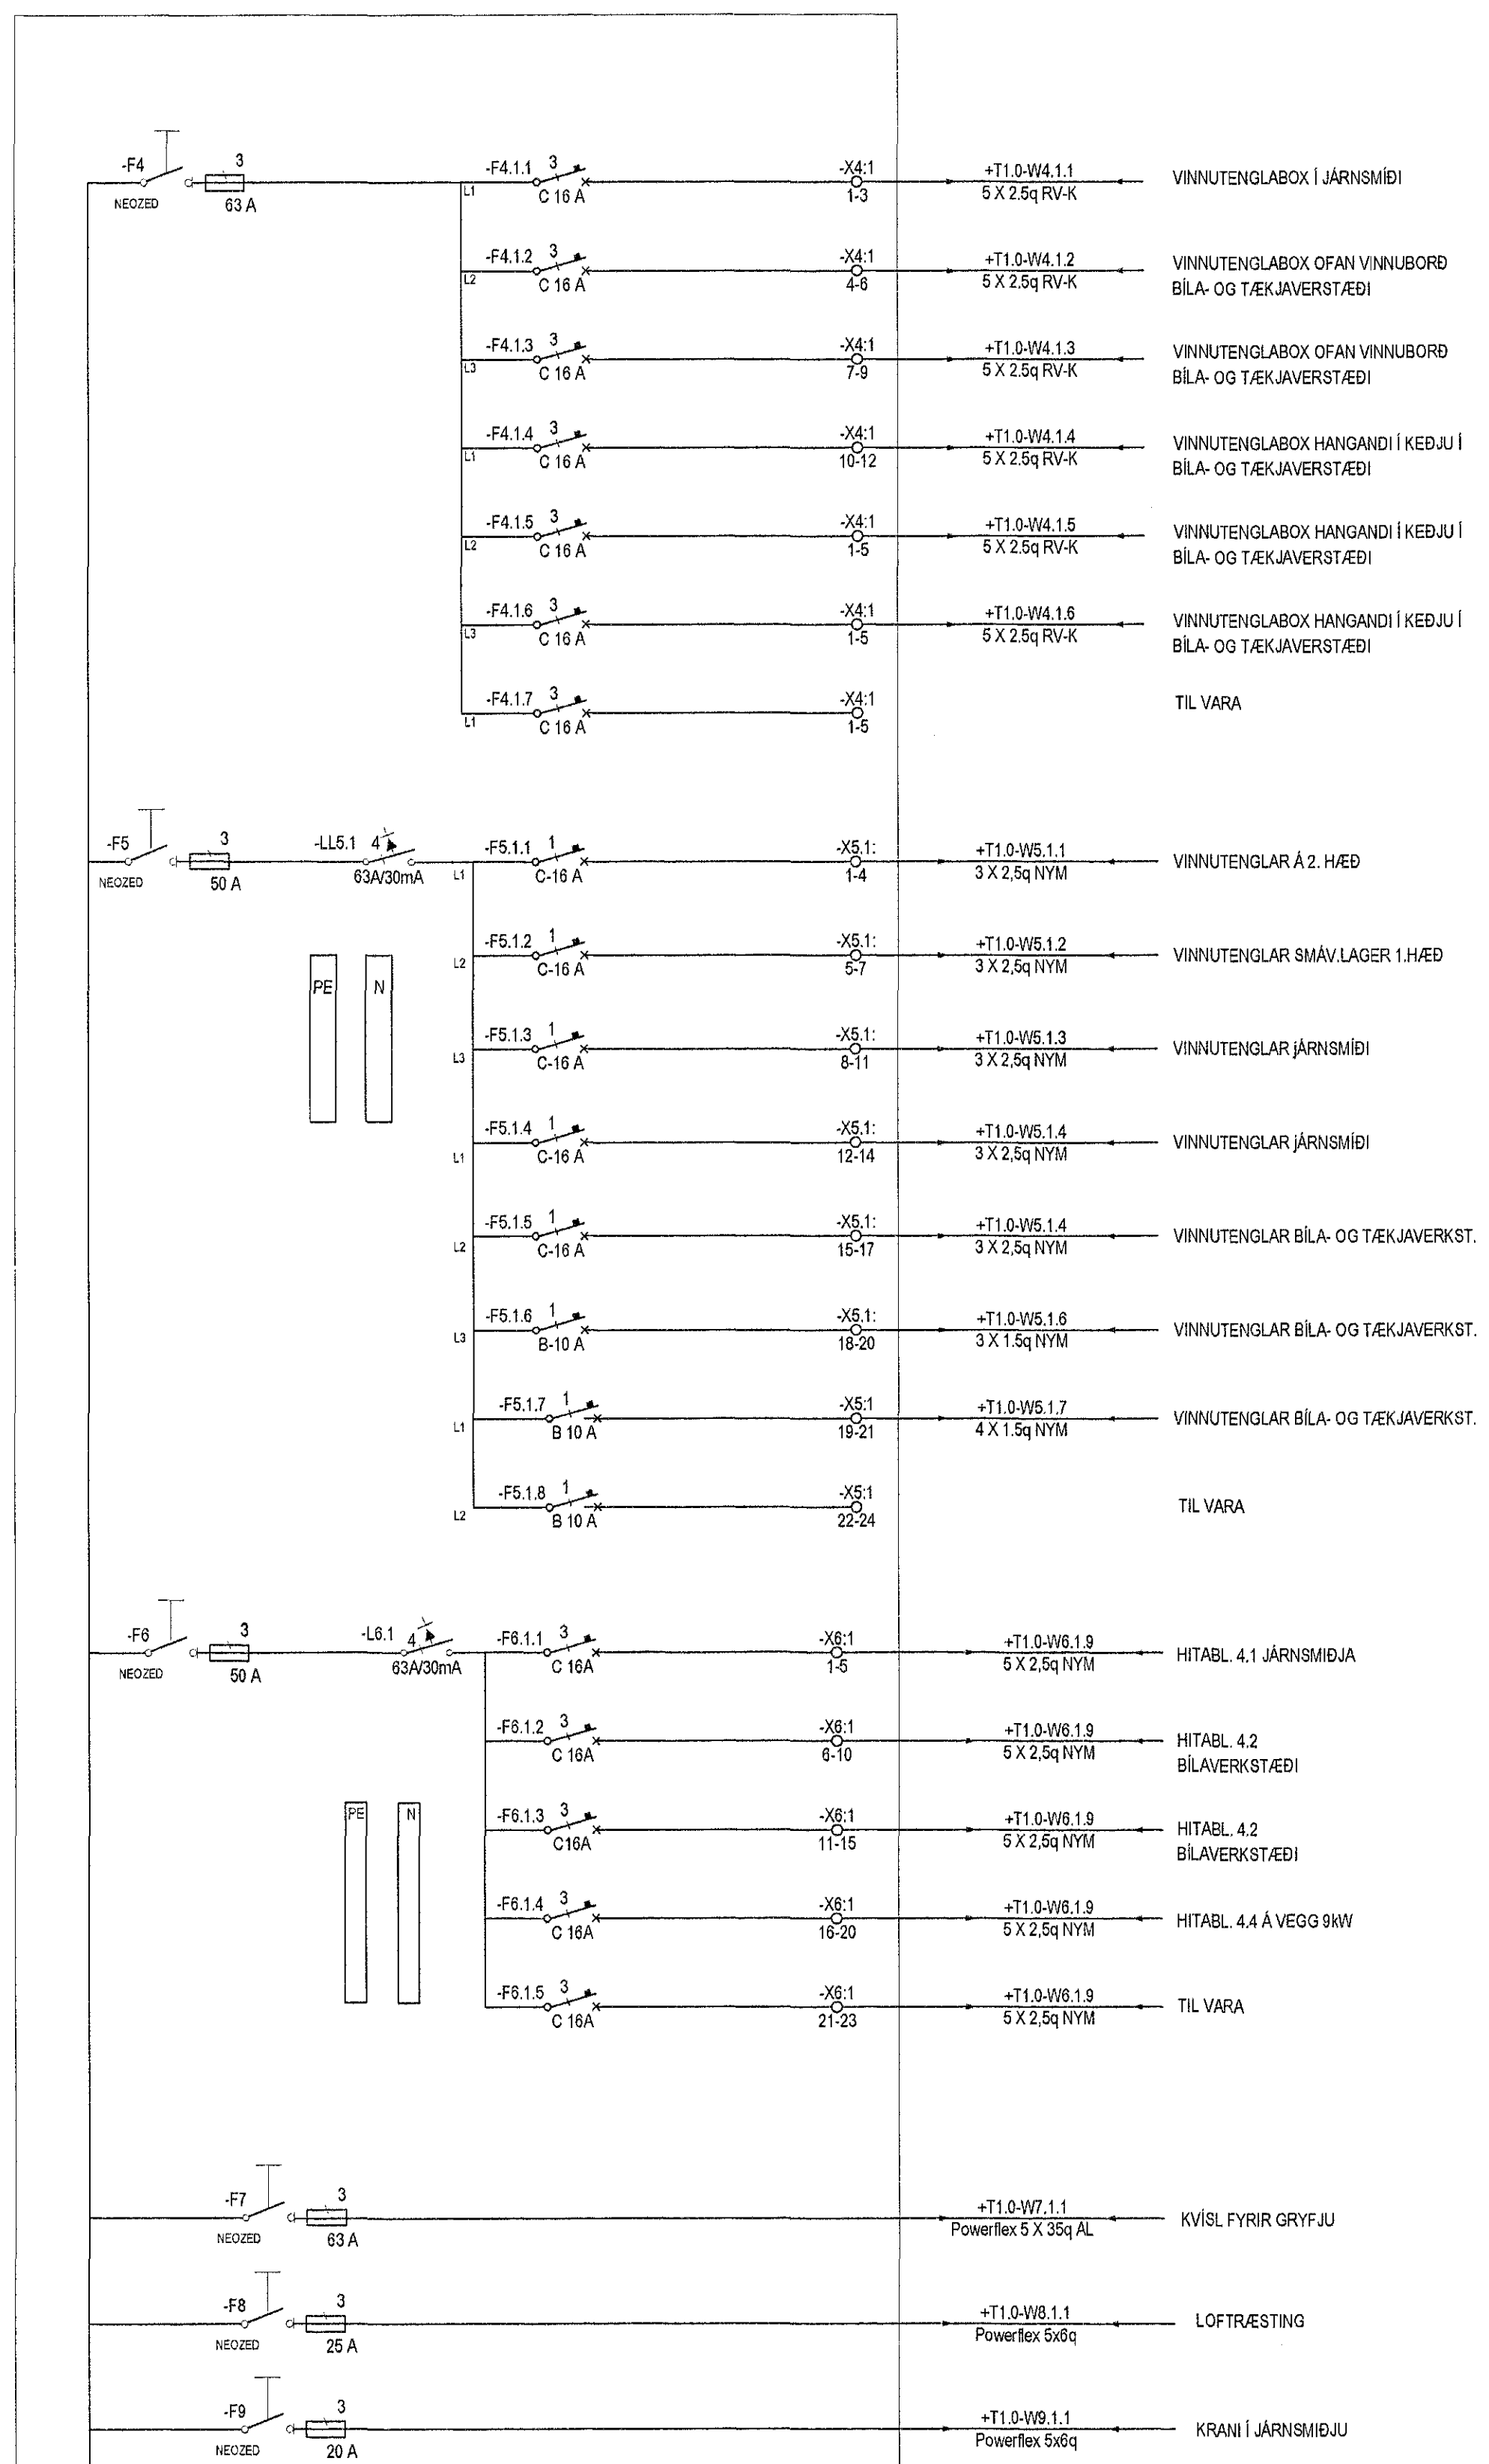 -F4
NEOZED
3
63 A
L1
-F4.1.1
3
C 16 A
-X4:1
1-3
+T1.0-W4.1.1
5 X 2.5q RV-K
VINNUTENGLABOX Í JÁRNSMÍÐI
L2
-F4.1.2
3
C 16 A
-X4:1
4-6
+T1.0-W4.1.2
5 X 2.5q RV-K
VINNUTENGLABOX OFAN VINNUBORÐ
BÍLA- OG TÆKJAVERSTÆÐI
L3
-F4.1.3
3
C 16 A
-X4:1
7-9
+T1.0-W4.1.3
5 X 2.5q RV-K
VINNUTENGLABOX OFAN VINNUBORÐ
BÍLA- OG TÆKJAVERSTÆÐI
L1
-F4.1.4
3
C 16 A
-X4:1
10-12
+T1.0-W4.1.4
5 X 2.5q RV-K
VINNUTENGLABOX HANGANDI Í KEÐJU Í
BÍLA- OG TÆKJAVERSTÆÐI
L2
-F4.1.5
3
C 16 A
-X4:1
1-5
+T1.0-W4.1.5
5 X 2.5q RV-K
VINNUTENGLABOX HANGANDI Í KEÐJU Í
BÍLA- OG TÆKJAVERSTÆÐI
L3
-F4.1.6
3
C 16 A
-X4:1
1-5
+T1.0-W4.1.6
5 X 2.5q RV-K
VINNUTENGLABOX HANGANDI Í KEÐJU Í
BÍLA- OG TÆKJAVERSTÆÐI
L1
-F4.1.7
3
C 16 A
-X4:1
1-5
TIL VARA
-F5
NEOZED
3
50 A
-LL5.1
4
63A/30mA
L1
-F5.1.1
1
C-16 A
-X5.1:
1-4
+T1.0-W5.1.1
3 X 2,5q NYM
VINNUTENGLAR Á 2. HÆÐ
PE
N
L2
-F5.1.2
1
C-16 A
-X5.1:
5-7
+T1.0-W5.1.2
3 X 2,5q NYM
VINNUTENGLAR SMÁV.LAGER 1.HÆÐ
L3
-F5.1.3
1
C-16 A
-X5.1:
8-11
+T1.0-W5.1.3
3 X 2,5q NYM
VINNUTENGLAR jÁRNSMÍÐI
L1
-F5.1.4
1
C-16 A
-X5.1:
12-14
+T1.0-W5.1.4
3 X 2,5q NYM
VINNUTENGLAR jÁRNSMÍÐI
L2
-F5.1.5
1
C-16 A
-X5.1:
15-17
+T1.0-W5.1.4
3 X 2,5q NYM
VINNUTENGLAR BÍLA- OG TÆKJAVERKST.
L3
-F5.1.6
1
B-10 A
-X5.1:
18-20
+T1.0-W5.1.6
3 X 1.5q NYM
VINNUTENGLAR BÍLA- OG TÆKJAVERKST.
L1
-F5.1.7
1
B 10 A
-X5:1
19-21
+T1.0-W5.1.7
4 X 1.5q NYM
VINNUTENGLAR BÍLA- OG TÆKJAVERKST.
L2
-F5.1.8
1
B 10 A
-X5:1
22-24
TIL VARA
-F6
NEOZED
3
50 A
-L6.1
4
63A/30mA
-F6.1.1
3
C 16A
-X6:1
1-5
+T1.0-W6.1.9
5 X 2,5q NYM
HITABL. 4.1 JÁRNSMIÐJA
-F6.1.2
3
C 16A
-X6:1
6-10
+T1.0-W6.1.9
5 X 2,5q NYM
HITABL. 4.2
BÍLAVERKSTÆÐI
PE
N
-F6.1.3
3
C16A
-X6:1
11-15
+T1.0-W6.1.9
5 X 2,5q NYM
HITABL. 4.2
BÍLAVERKSTÆÐI
-F6.1.4
3
C 16A
-X6:1
16-20
+T1.0-W6.1.9
5 X 2,5q NYM
HITABL. 4.4 Á VEGG 9kW
-F6.1.5
3
C 16A
-X6:1
21-23
+T1.0-W6.1.9
5 X 2,5q NYM
TIL VARA
-F7
NEOZED
3
63 A
+T1.0-W7.1.1
Powerflex 5 X 35q AL
KVÍSL FYRIR GRYFJU
-F8
NEOZED
3
25 A
+T1.0-W8.1.1
Powerflex 5x6q
LOFTRÆSTING
-F9
NEOZED
3
20 A
+T1.0-W9.1.1
Powerflex 5x6q
KRANI Í JÁRNSMIÐJU